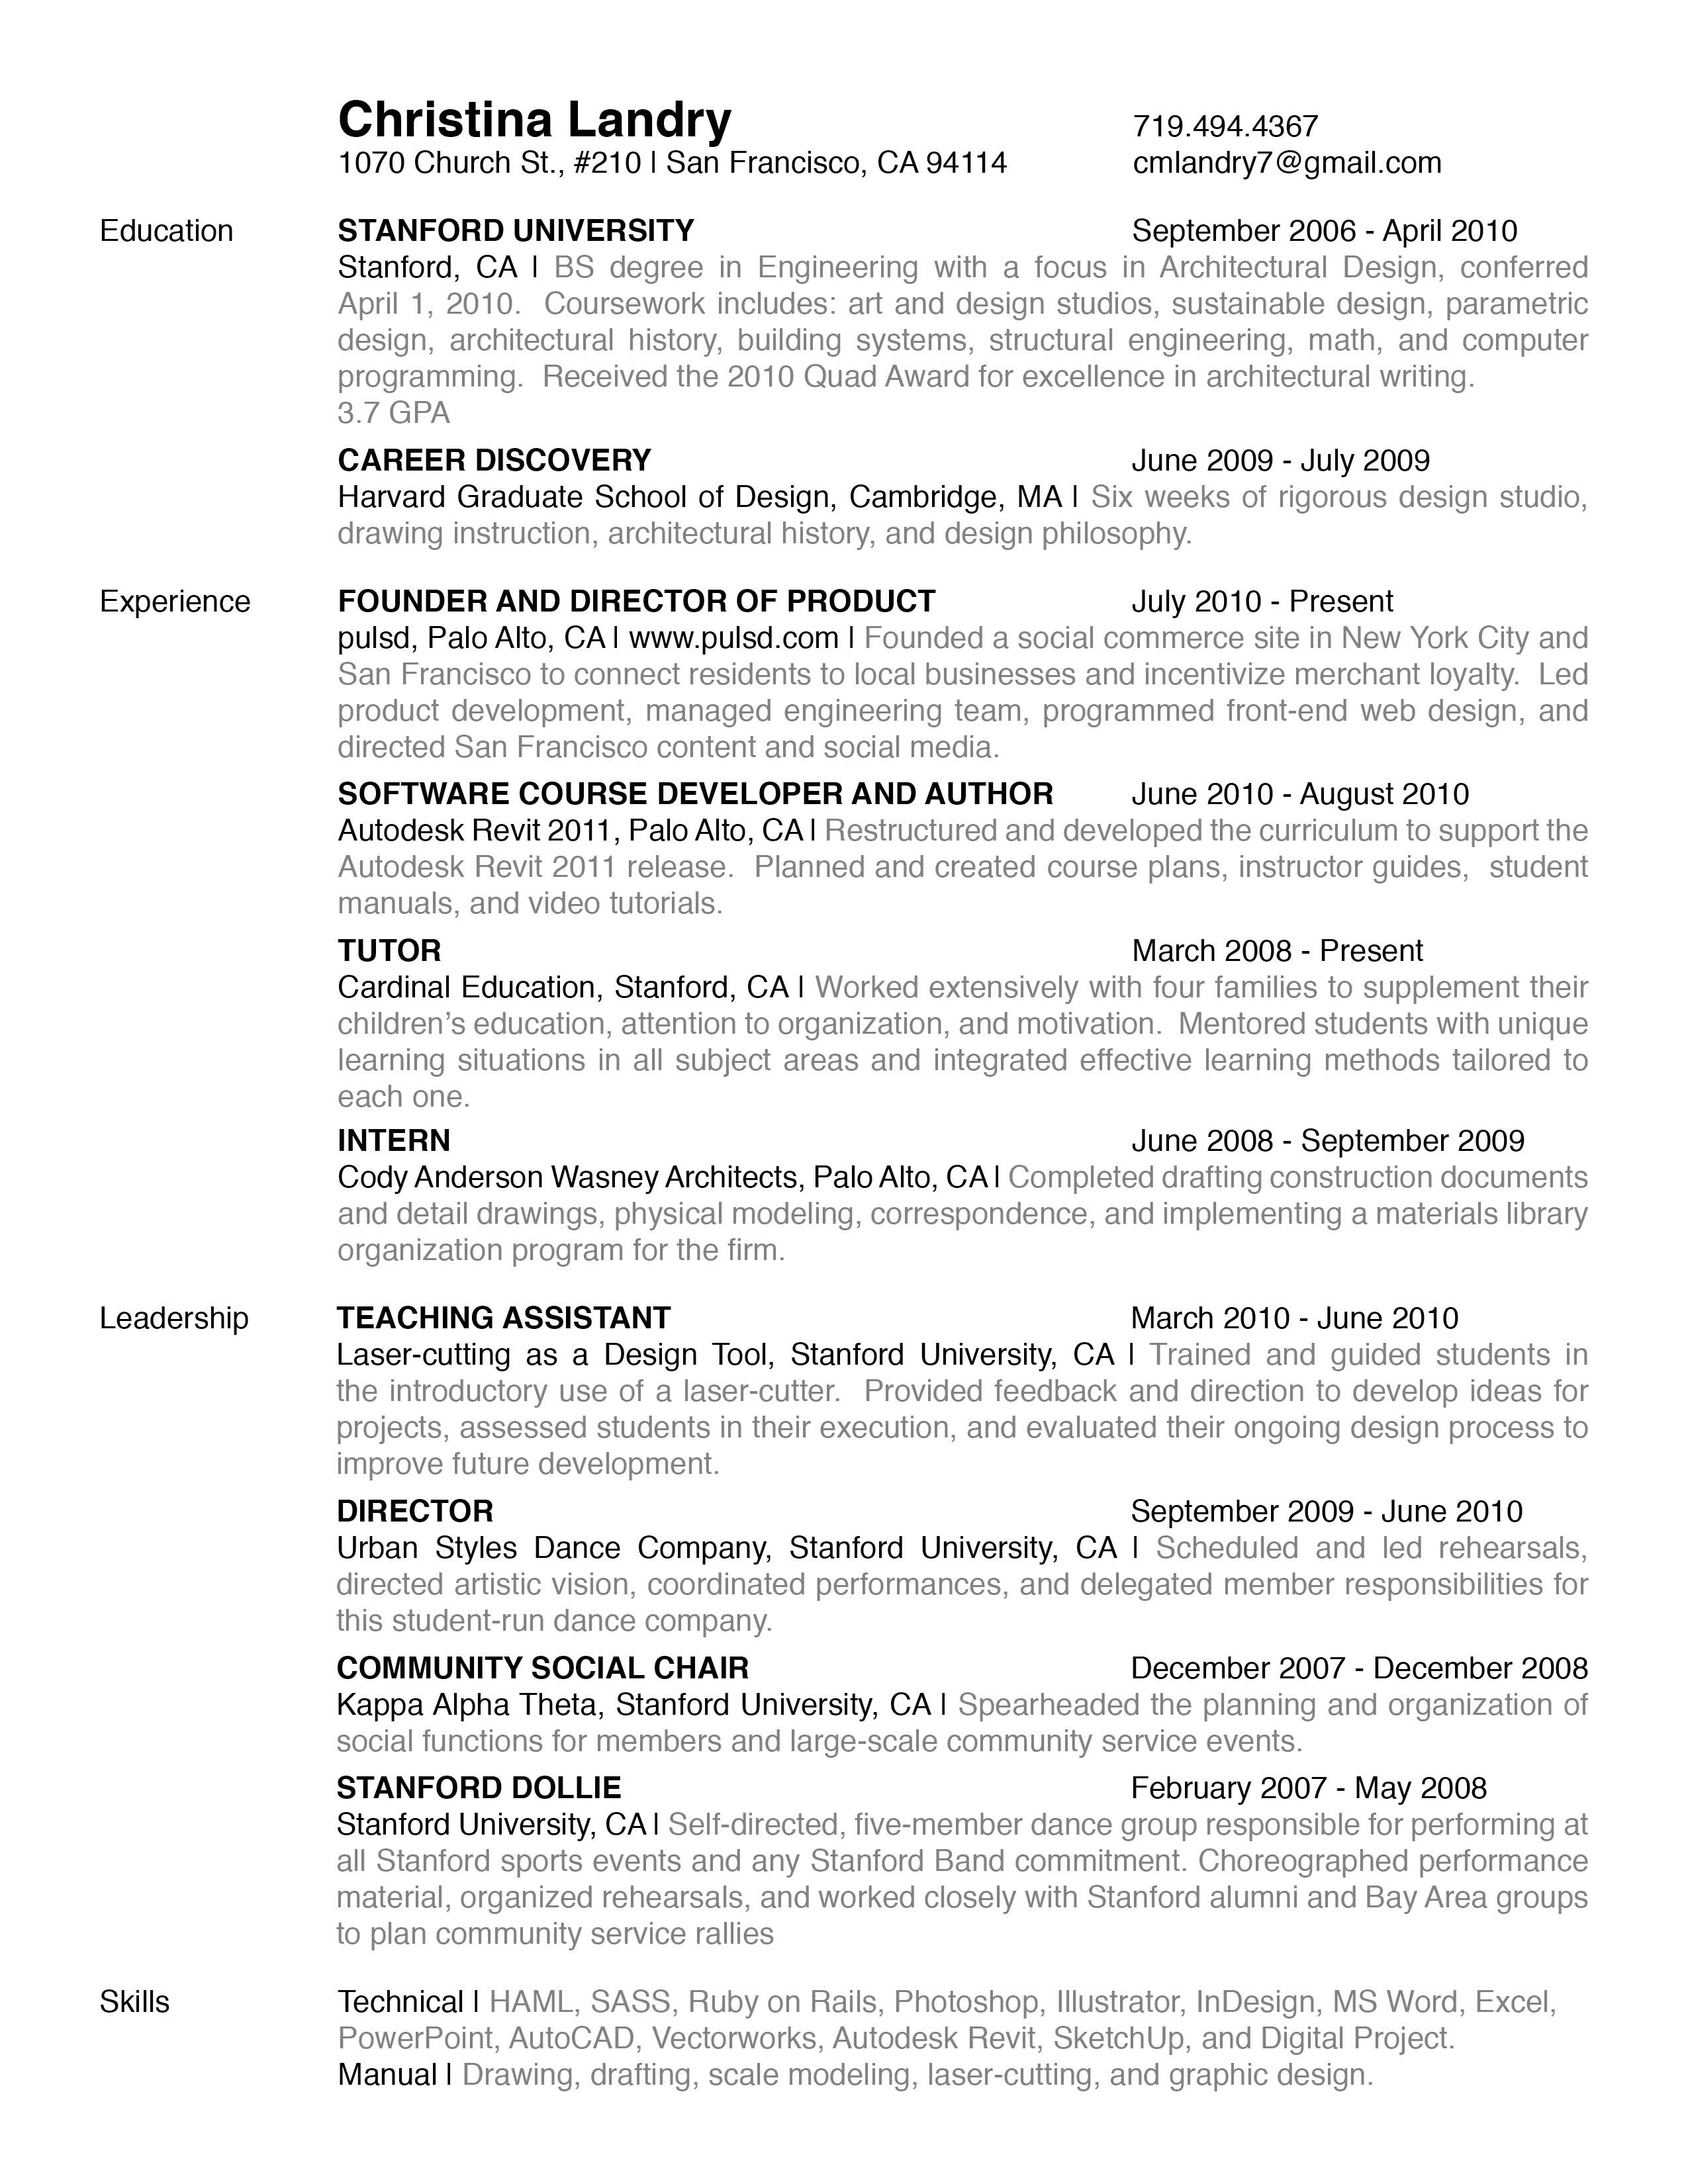 Christina Landry 719.494.4367
1070 Church St., #210 | San Francisco, CA 94114 cmlandry7@gmail.com
Education STANFORD UNIVERSITY September 2006 - April 2010
Stanford, CA | BS degree in Engineering with a focus in Architectural Design, conferred
April 1, 2010. Coursework includes: art and design studios, sustainable design, parametric
design, architectural history, building systems, structural engineering, math, and computer
programming. Received the 2010 Quad Award for excellence in architectural writing.
3.7 GPA
CAREER DISCOVERY June 2009 - July 2009
Harvard Graduate School of Design, Cambridge, MA | Six weeks of rigorous design studio,
drawing instruction, architectural history, and design philosophy.
Experience FOUNDER AND DIRECTOR OF PRODUCT July 2010 - Present
pulsd, Palo Alto, CA | www.pulsd.com | Founded a social commerce site in New York City and
San Francisco to connect residents to local businesses and incentivize merchant loyalty. Led
product development, managed engineering team, programmed front-end web design, and
directed San Francisco content and social media.
SOFTWARE COURSE DEVELOPER AND AUTHOR June 2010 - August 2010
Autodesk Revit 2011, Palo Alto, CA | Restructured and developed the curriculum to support the
Autodesk Revit 2011 release. Planned and created course plans, instructor guides, student
manuals, and video tutorials.
TUTOR March 2008 - Present
Cardinal Education, Stanford, CA | Worked extensively with four families to supplement their
children’s education, attention to organization, and motivation. Mentored students with unique
learning situations in all subject areas and integrated effective learning methods tailored to
each one.
INTERN June 2008 - September 2009
Cody Anderson Wasney Architects, Palo Alto, CA | Completed drafting construction documents
and detail drawings, physical modeling, correspondence, and implementing a materials library
organization program for the firm.
Leadership TEACHING ASSISTANT March 2010 - June 2010
Laser-cutting as a Design Tool, Stanford University, CA | Trained and guided students in
the introductory use of a laser-cutter. Provided feedback and direction to develop ideas for
projects, assessed students in their execution, and evaluated their ongoing design process to
improve future development.
DIRECTOR September 2009 - June 2010
Urban Styles Dance Company, Stanford University, CA | Scheduled and led rehearsals,
directed artistic vision, coordinated performances, and delegated member responsibilities for
this student-run dance company.
COMMUNITY SOCIAL CHAIR December 2007 - December 2008
Kappa Alpha Theta, Stanford University, CA | Spearheaded the planning and organization of
social functions for members and large-scale community service events.
STANFORD DOLLIE February 2007 - May 2008
Stanford University, CA | Self-directed, five-member dance group responsible for performing at
all Stanford sports events and any Stanford Band commitment. Choreographed performance
material, organized rehearsals, and worked closely with Stanford alumni and Bay Area groups
to plan community service rallies
Skills Technical | HAML, SASS, Ruby on Rails, Photoshop, Illustrator, InDesign, MS Word, Excel,
PowerPoint, AutoCAD, Vectorworks, Autodesk Revit, SketchUp, and Digital Project.
Manual | Drawing, drafting, scale modeling, laser-cutting, and graphic design.